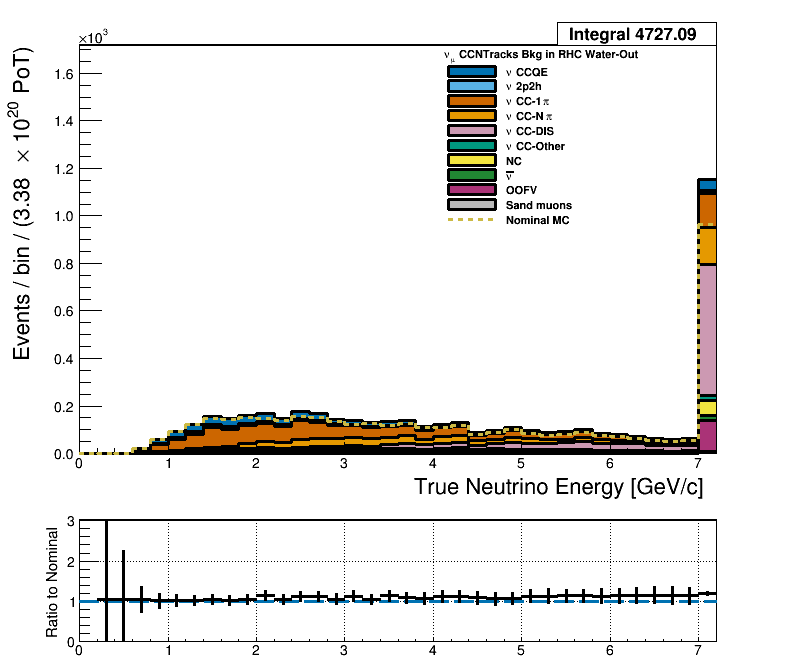 Integral 4727.09
×10³
ν_μ CCNTracks Bkg in RHC Water-Out
ν CCQE
ν 2p2h
ν CC-1π
ν CC-N π
ν CC-DIS
ν CC-Other
NC
ν̅
OOFV
Sand muons
Nominal MC
Events / bin / (3.38 × 10²⁰ PoT)
1.6
1.4
1.2
1.0
0.8
0.6
0.4
0.2
0.0
0 1 2 3 4 5 6 7
True Neutrino Energy [GeV/c]
Ratio to Nominal
3
2
1
0
0 1 2 3 4 5 6 7